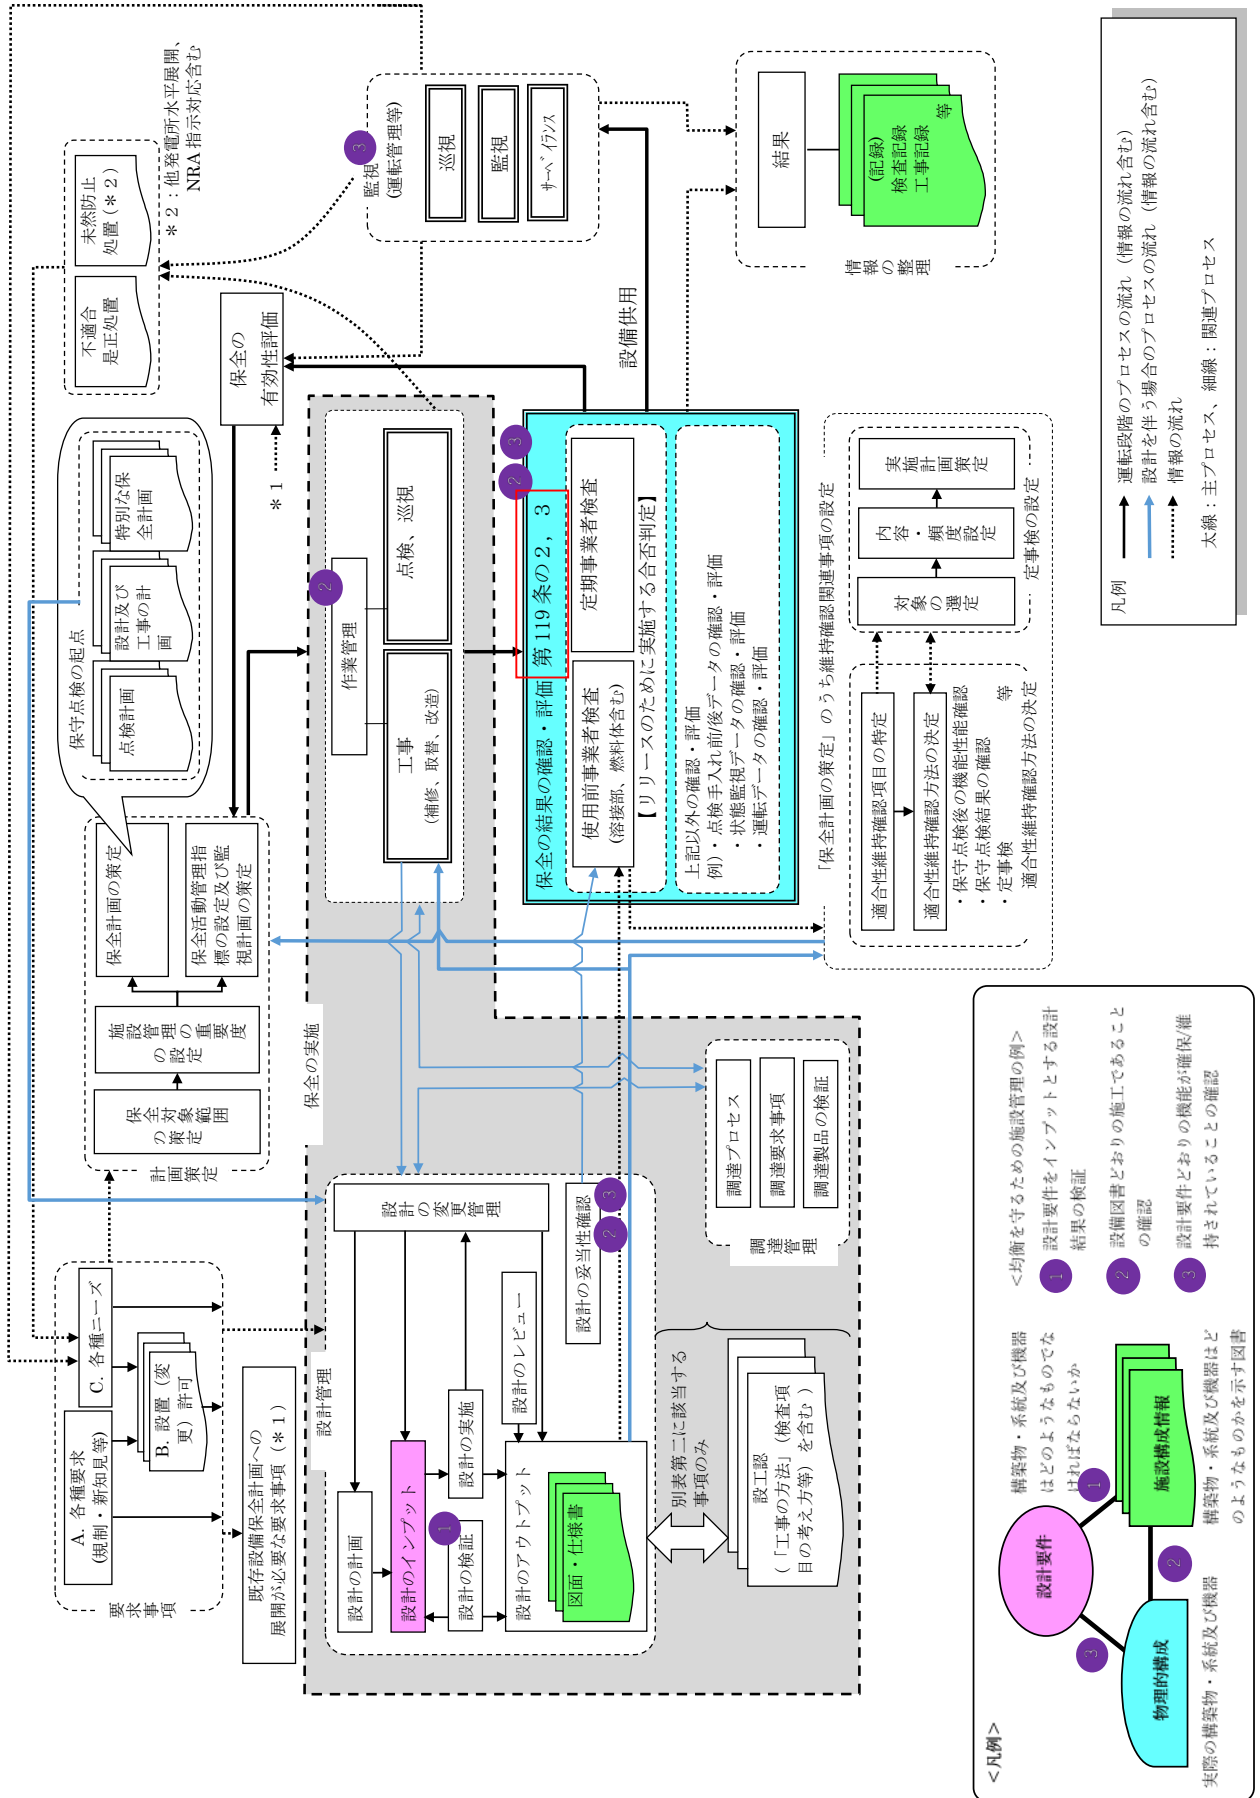 要求事項
A. 各種要求
(規制・新知見等)
C. 各種ニーズ
B. 設置（変
更）許可
既存設備保全計画への
展開が必要な要求事項（＊1）
計画策定
保全対象範囲
の策定
施設管理の重要度
の設定
保全計画の策定
保全活動管理指
標の設定及び監
視計画の策定
保守点検の起点
点検計画
設計及び
工事の計
画
特別な保
全計画
不適合
是正処置
未然防止
処置（＊2）
＊2：他発電所水平展開、
NRA 指示対応含む
保全の
有効性評価
＊1
保全の実施
設計管理
設計の計画
設計の変更管理
設計のインプット
設計の検証
1
設計の実施
設計のレビュー
設計のアウトプット
図面・仕様書
設計の妥当性確認
2
3
別表第二に該当する
事項のみ
設工認
(「工事の方法」(検査項
目の考え方等）を含む）
調達管理
調達プロセス
調達要求事項
調達製品の検証
作業管理
2
工事
(補修、取替、改造)
点検、巡視
保全の結果の確認・評価
第119条の2，3
2
3
使用前事業者検査
(溶接部、燃料体含む)
定期事業者検査
【リリースのために実施する合否判定】
上記以外の確認・評価
例）・点検手入れ前/後データの確認・評価
・状態監視データの確認・評価
・運転データの確認・評価
設備供用
監視
(運転管理等)
3
巡視
監視
サーベイランス
情報の整理
結果
(記録)
検査記録
工事記録
等
「保全計画の策定」のうち維持確認関連事項の設定
適合性維持確認項目の特定
適合性維持確認方法の決定
・保守点検後の機能性能確認
・保守点検結果の確認
・定事検
等
適合性維持確認方法の決定
対象の選定
内容・頻度設定
実施計画策定
定事検の設定
凡例
運転段階のプロセスの流れ（情報の流れ含む）
設計を伴う場合のプロセスの流れ（情報の流れ含む）
情報の流れ
太線：主プロセス、細線：関連プロセス
＜凡例＞
設計要件
構築物・系統及び機器
はどのようなものでな
ければならないか
1
施設構成情報
構築物・系統及び機器はど
のようなものかを示す図書
2
物理的構成
実際の構築物・系統及び機器
3
＜均衡を守るための施設管理の例＞
1
設計要件をインプットとする設計
結果の検証
2
設備図書どおりの施工であること
の確認
3
設計要件どおりの機能が確保/維
持されていることの確認